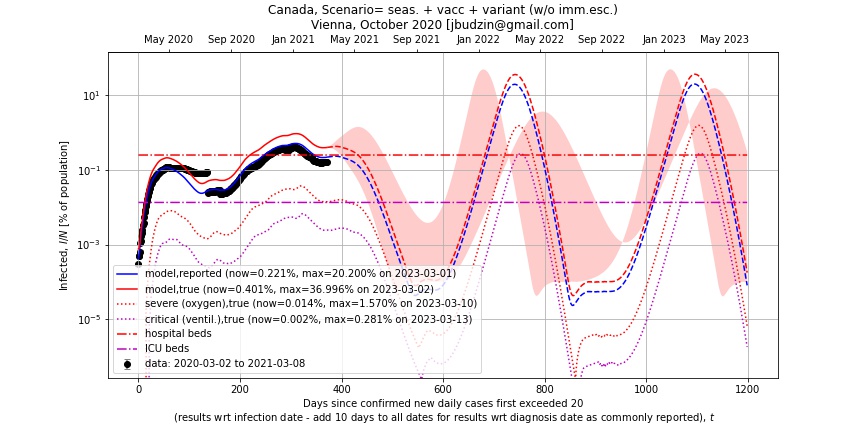 Canada, Scenario= seas. + vacc + variant (w/o imm.esc.)
Vienna, October 2020 [jbudzin@gmail.com]
May 2020 Sep 2020 Jan 2021 May 2021 Sep 2021 Jan 2022 May 2022 Sep 2022 Jan 2023 May 2023
Infected, I/N [% of population]
10¹
10⁻¹
10⁻³
10⁻⁵
model,reported (now=0.221%, max=20.200% on 2023-03-01)
model,true (now=0.401%, max=36.996% on 2023-03-02)
severe (oxygen),true (now=0.014%, max=1.570% on 2023-03-10)
critical (ventil.),true (now=0.002%, max=0.281% on 2023-03-13)
hospital beds
ICU beds
data: 2020-03-02 to 2021-03-08
0 200 400 600 800 1000 1200
Days since confirmed new daily cases first exceeded 20
(results wrt infection date - add 10 days to all dates for results wrt diagnosis date as commonly reported), t